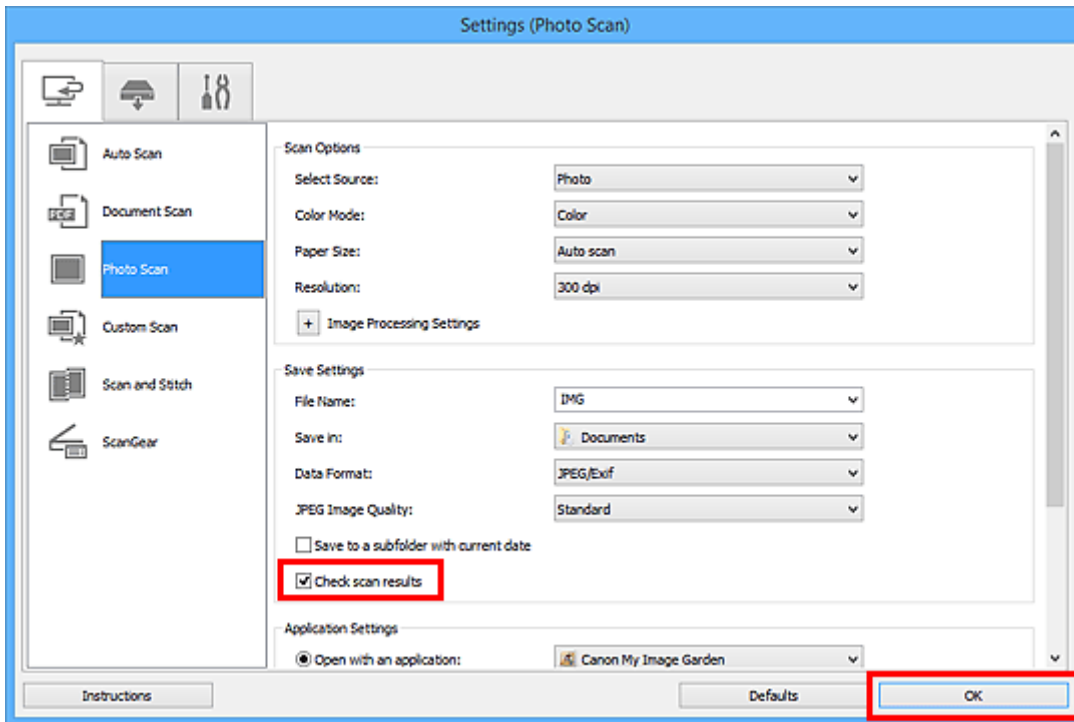 Settings (Photo Scan)
Auto Scan
Document Scan
Photo Scan
Custom Scan
Scan and Stitch
ScanGear
Scan Options
Select Source: Photo
Color Mode: Color
Paper Size: Auto scan
Resolution: 300 dpi
+ Image Processing Settings
Save Settings
File Name: IMG
Save in: Documents
Data Format: JPEG/Exif
JPEG Image Quality: Standard
Save to a subfolder with current date
Check scan results
Application Settings
Open with an application: Canon My Image Garden
Instructions Defaults OK